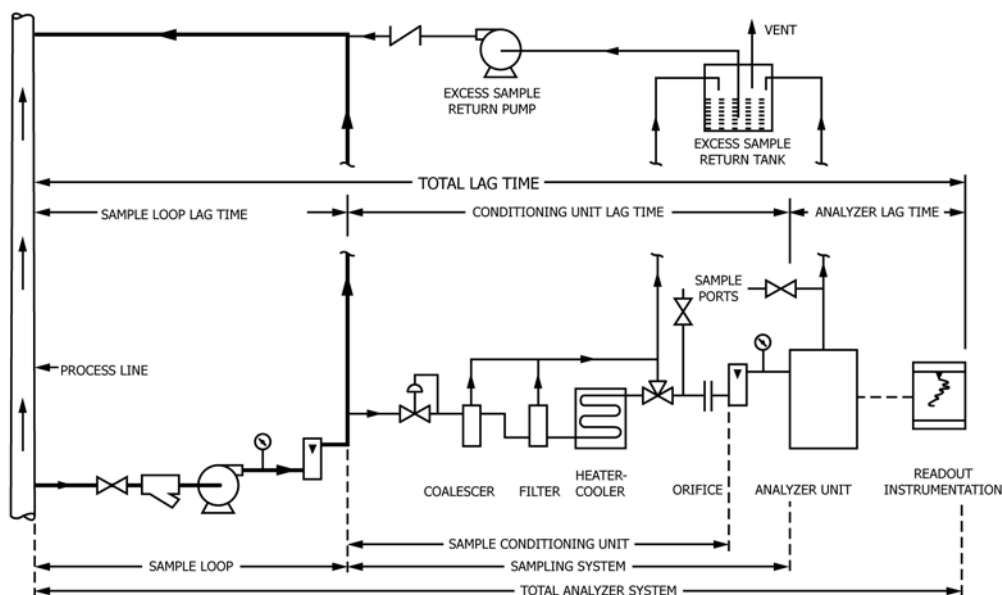 VENT
EXCESS SAMPLE
RETURN PUMP
EXCESS SAMPLE
RETURN TANK
TOTAL LAG TIME
SAMPLE LOOP LAG TIME
CONDITIONING UNIT LAG TIME
ANALYZER LAG TIME
SAMPLE
PORTS
PROCESS LINE
COALESCER
FILTER
HEATER-
COOLER
ORIFICE
ANALYZER UNIT
READOUT
INSTRUMENTATION
SAMPLE CONDITIONING UNIT
SAMPLE LOOP
SAMPLING SYSTEM
TOTAL ANALYZER SYSTEM